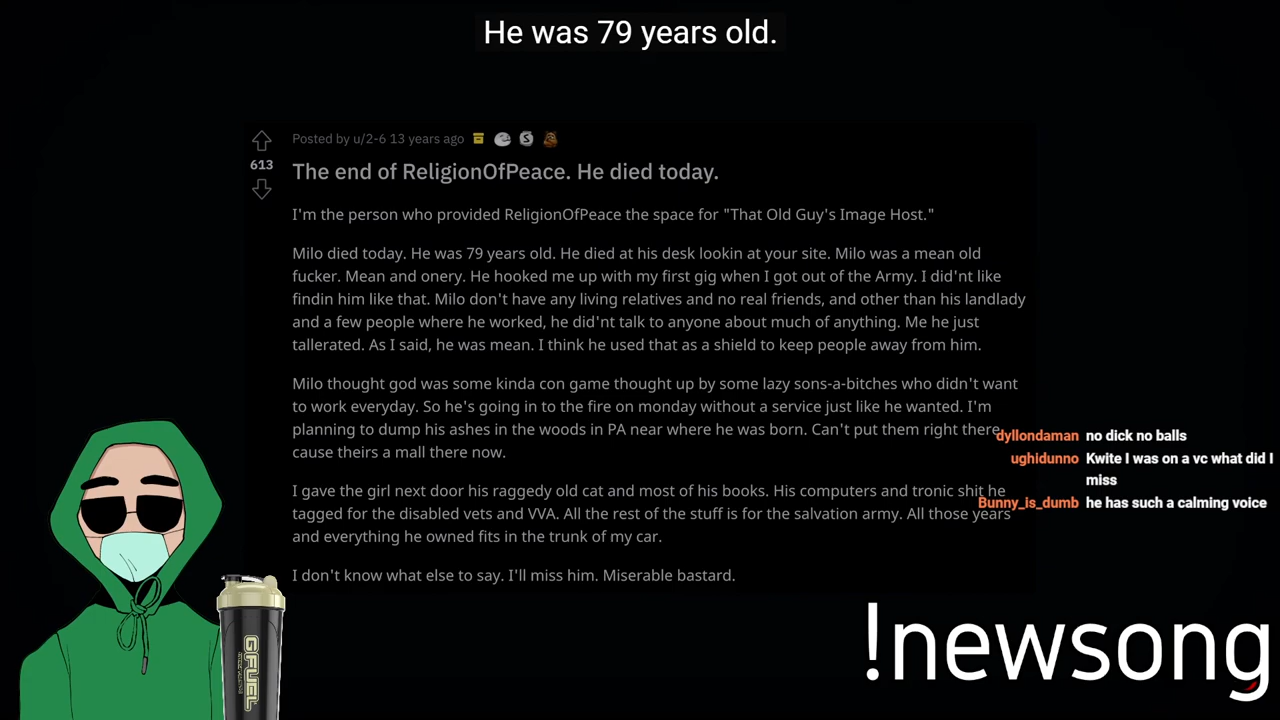 He was 79 years old.
Posted by u/2-6 13 years ago
613
The end of ReligionOfPeace. He died today.
I'm the person who provided ReligionOfPeace the space for "That Old Guy's Image Host."
Milo died today. He was 79 years old. He died at his desk lookin at your site. Milo was a mean old
fucker. Mean and onery. He hooked me up with my first gig when I got out of the Army. I did'nt like
findin him like that. Milo don't have any living relatives and no real friends, and other than his landlady
and a few people where he worked, he did'nt talk to anyone about much of anything. Me he just
tallerated. As I said, he was mean. I think he used that as a shield to keep people away from him.
Milo thought god was some kinda con game thought up by some lazy sons-a-bitches who didn't want
to work everyday. So he's going in to the fire on monday without a service just like he wanted. I'm
planning to dump his ashes in the woods in PA near where he was born. Can't put them right there
cause theirs a mall there now.
I gave the girl next door his raggedy old cat and most of his books. His computers and tronic shit he
tagged for the disabled vets and VVA. All the rest of the stuff is for the salvation army. All those years
and everything he owned fits in the trunk of my car.
I don't know what else to say. I'll miss him. Miserable bastard.
dyllondaman no dick no balls
ughidunno Kwite I was on a vc what did I
miss
Bunny_is_dumb he has such a calming voice
GFUEL
!newsong